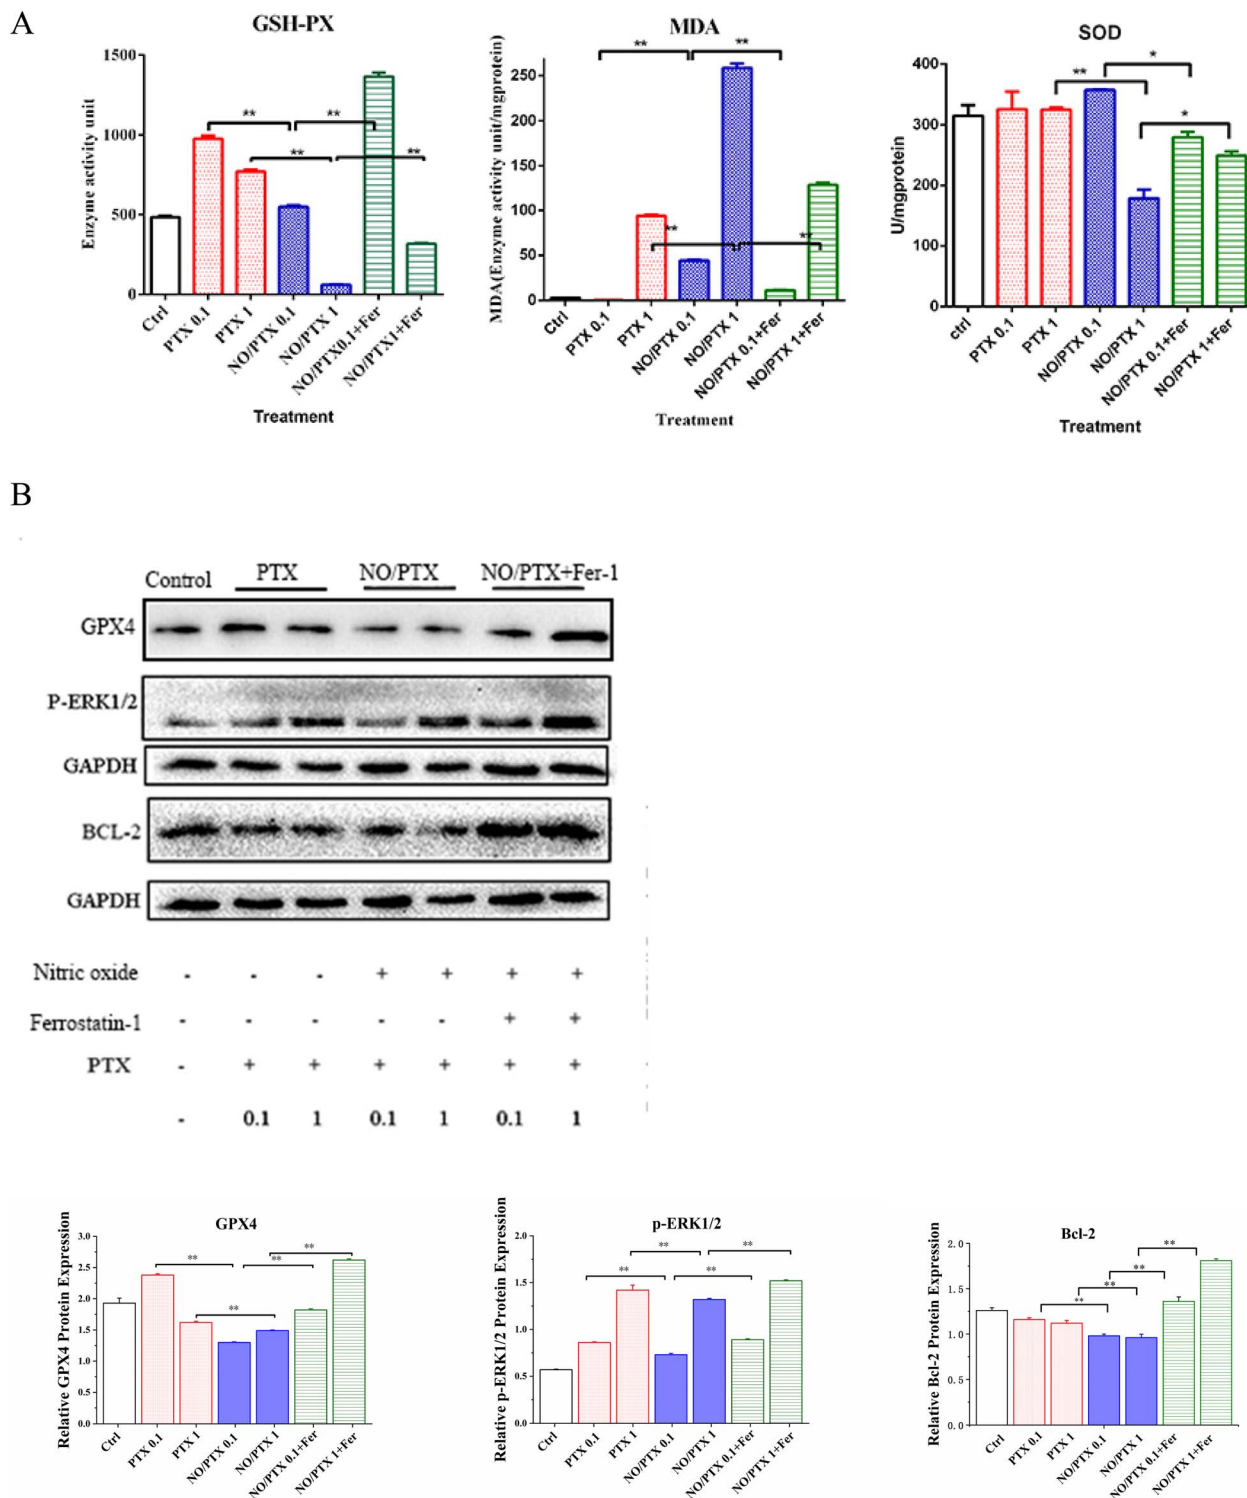 A
GSH-PX
Enzyme activity unit
1500
1000
500
0
**
**
**
**
Ctrl
PTX 0.1
PTX 1
NO/PTX 0.1
NO/PTX 1
NO/PTX0.1+Fer
NO/PTX1+Fer
Treatment
MDA
MDA(Enzyme activity unit/mgprotein)
250
200
150
100
50
0
**
**
**
**
Ctrl
PTX 0.1
PTX 1
NO/PTX 0.1
NO/PTX 1
NO/PTX 0.1+Fer
NO/PTX 1+Fer
Treatment
SOD
U/mgprotein
400
300
200
100
0
*
**
*
ctrl
PTX 0.1
PTX 1
NO/PTX 0.1
NO/PTX 1
NO/PTX 0.1+Fer
NO/PTX 1+Fer
Treatment
B
Control PTX NO/PTX NO/PTX+Fer-1
GPX4
P-ERK1/2
GAPDH
BCL-2
GAPDH
Nitric oxide - - - + + + +
Ferrostatin-1 - - - - - + +
PTX - + + + + + +
- 0.1 1 0.1 1 0.1 1
GPX4
Relative GPX4 Protein Expression
3.0
2.5
2.0
1.5
1.0
0.5
0.0
**
**
**
**
Ctrl
PTX 0.1
PTX 1
NO/PTX 0.1
NO/PTX 1
NO/PTX 0.1+Fer
NO/PTX 1+Fer
p-ERK1/2
Relative p-ERK1/2 Protein Expression
2.0
1.5
1.0
0.5
0.0
**
**
**
**
Ctrl
PTX 0.1
PTX 1
NO/PTX 0.1
NO/PTX 1
NO/PTX 0.1+Fer
NO/PTX 1+Fer
Bcl-2
Relative Bcl-2 Protein Expression
2.0
1.5
1.0
0.5
0.0
**
**
**
**
Ctrl
PTX 0.1
PTX 1
NO/PTX 0.1
NO/PTX 1
NO/PTX 0.1+Fer
NO/PTX 1+Fer